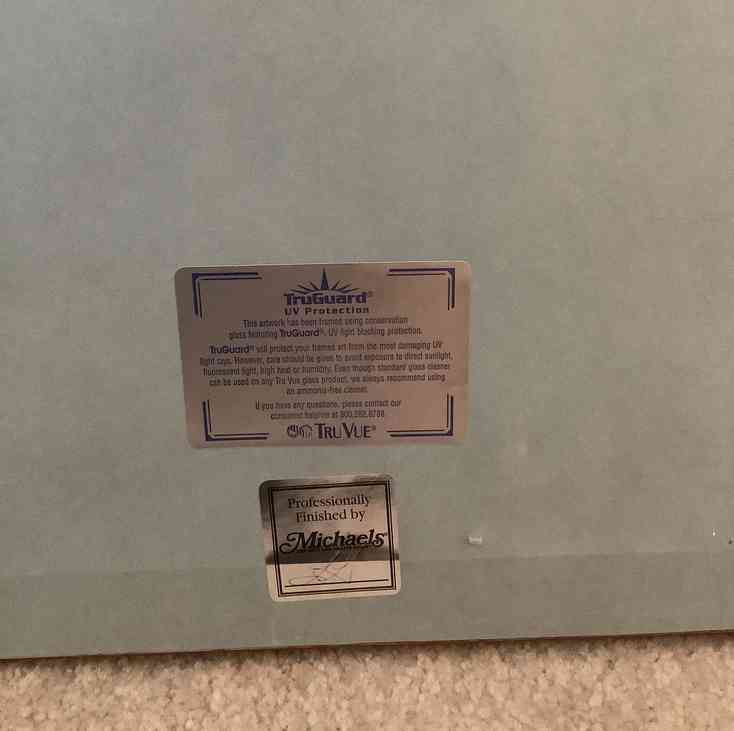 TruGuard®
UV Protection
This artwork has been framed using conservation
glass featuring TruGuard®, UV light blocking protection.
TruGuard® will protect your framed art from the most damaging UV
light rays. However, care should be given to avoid exposure to direct sunlight,
fluorescent light, high heat or humidity. Even though standard glass cleaner
can be used on any Tru Vue glass product, we always recommend using
an ammonia-free cleaner.
If you have any questions, please contact our
consumer helpline at 800.282.8788
TRU VUE®
Professionally
Finished by
Michaels®